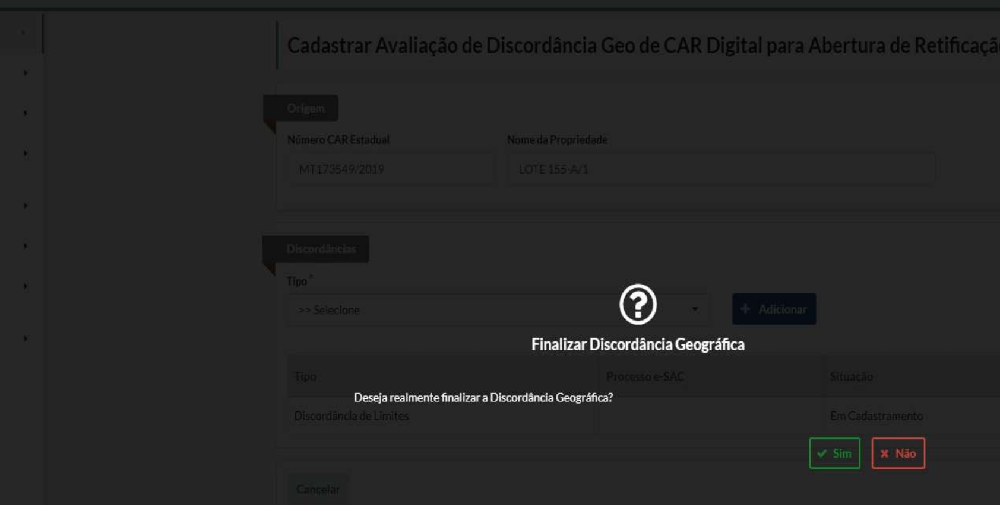 Cadastrar Avaliação de Discordância Geo de CAR Digital para Abertura de Retificaçã
Origem
Número CAR Estadual
Nome da Propriedade
MT173549/2019
LOTE 155-A/1
Discordâncias
Tipo *
>> Selecione
+ Adicionar
Finalizar Discordância Geográfica
Tipo
Processo e-SAC
Situação
Deseja realmente finalizar a Discordância Geográfica?
Discordância de Limites
Em Cadastramento
Sim
Não
Cancelar